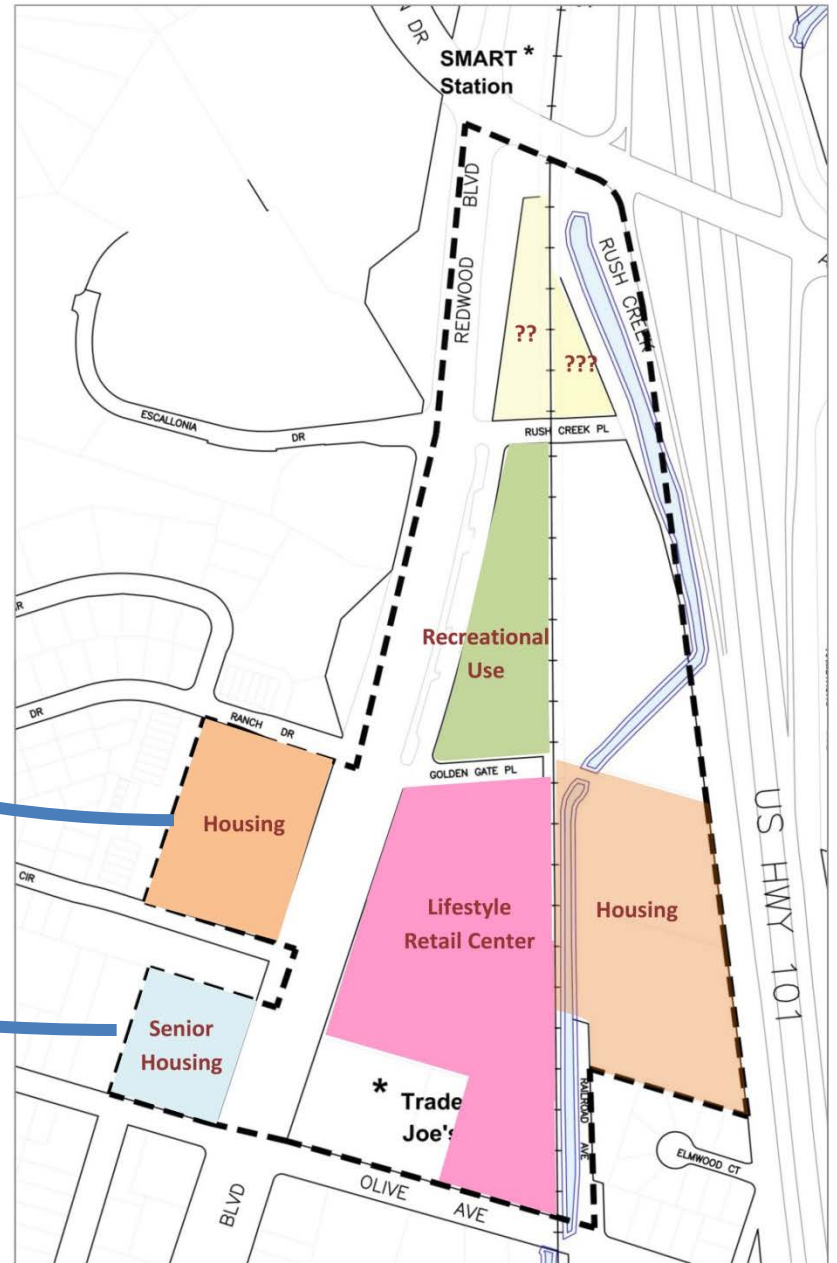 N DR
SMART *
Station
REDWOOD BLVD
RUSH CREEK
??
???
ESCALLONIA DR
RUSH CREEK PL
Recreational
Use
DR
RANCH DR
GOLDEN GATE PL
Housing
CIR
Lifestyle
Retail Center
Housing
US HWY 101
Senior
Housing
* Trade
Joe's
RAILROAD AVE
ELMWOOD CT
OLIVE AVE
BLVD